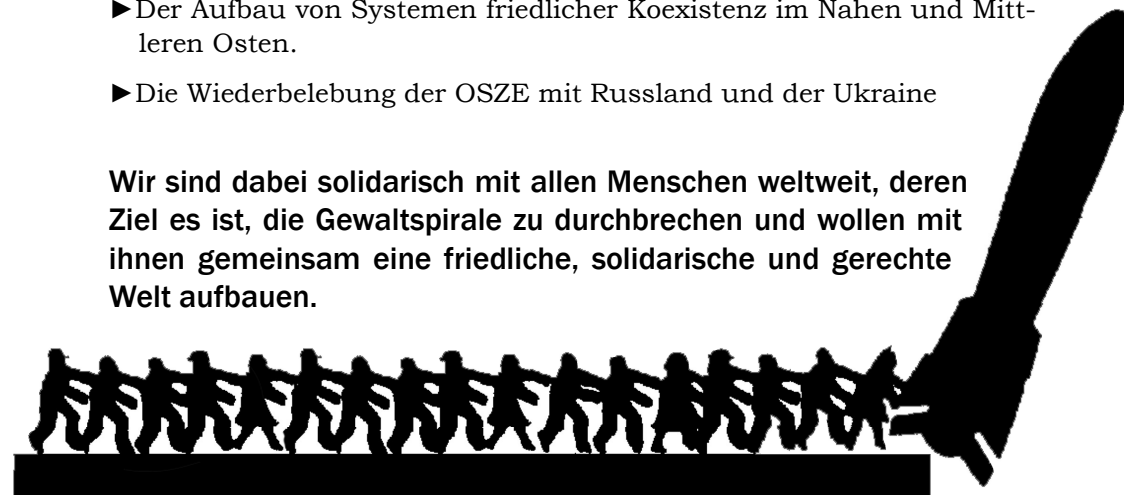 ►Der Aufbau von Systemen friedlicher Koexistenz im Nahen und Mitt-
leren Osten.
►Die Wiederbelebung der OSZE mit Russland und der Ukraine
Wir sind dabei solidarisch mit allen Menschen weltweit, deren
Ziel es ist, die Gewaltspirale zu durchbrechen und wollen mit
ihnen gemeinsam eine friedliche, solidarische und gerechte
Welt aufbauen.